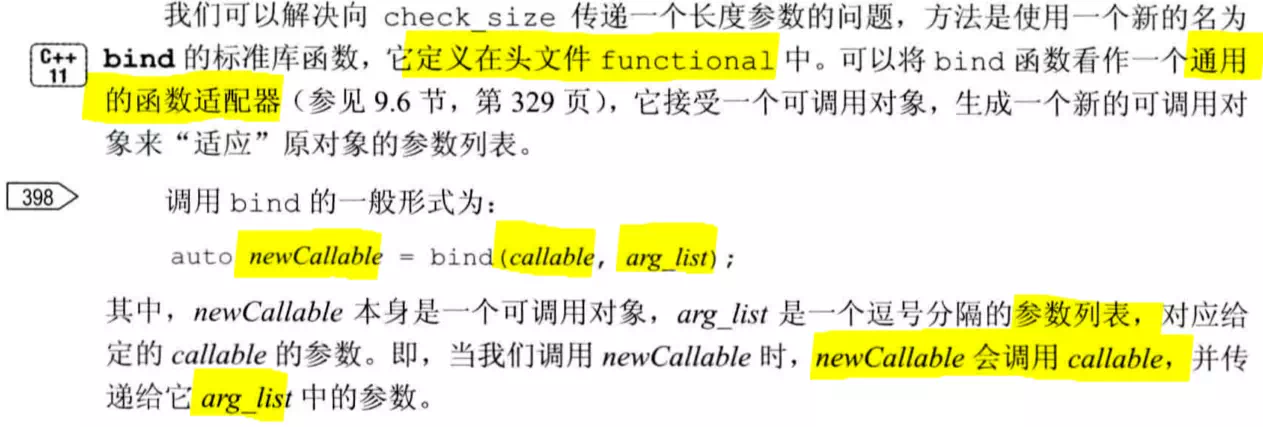 我们可以解决向 check_size 传递一个长度参数的问题，方法是使用一个新的名为
C++
11
bind 的标准库函数，它定义在头文件 functional 中。可以将 bind 函数看作一个通用
的函数适配器（参见 9.6 节，第 329 页），它接受一个可调用对象，生成一个新的可调用对
象来“适应”原对象的参数列表。
398
调用 bind 的一般形式为：
auto newCallable = bind(callable, arg_list);
其中，newCallable 本身是一个可调用对象，arg_list 是一个逗号分隔的参数列表，对应给
定的 callable 的参数。即，当我们调用 newCallable 时，newCallable 会调用 callable，并传
递给它 arg_list 中的参数。